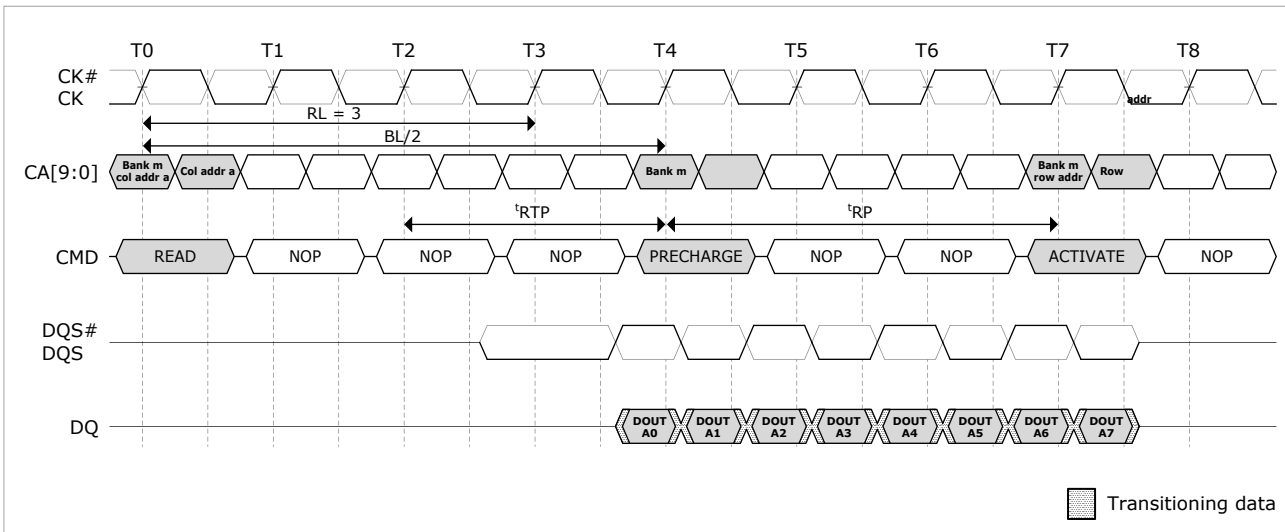 T0 T1 T2 T3 T4 T5 T6 T7 T8
CK#
CK
addr
RL = 3
BL/2
CA[9:0]
Bank m
col addr a
Col addr a
Bank m
Bank m
row addr
Row
tRTP
tRP
CMD
READ NOP NOP NOP PRECHARGE NOP NOP ACTIVATE NOP
DQS#
DQS
DQ
DOUT
A0
DOUT
A1
DOUT
A2
DOUT
A3
DOUT
A4
DOUT
A5
DOUT
A6
DOUT
A7
Transitioning data